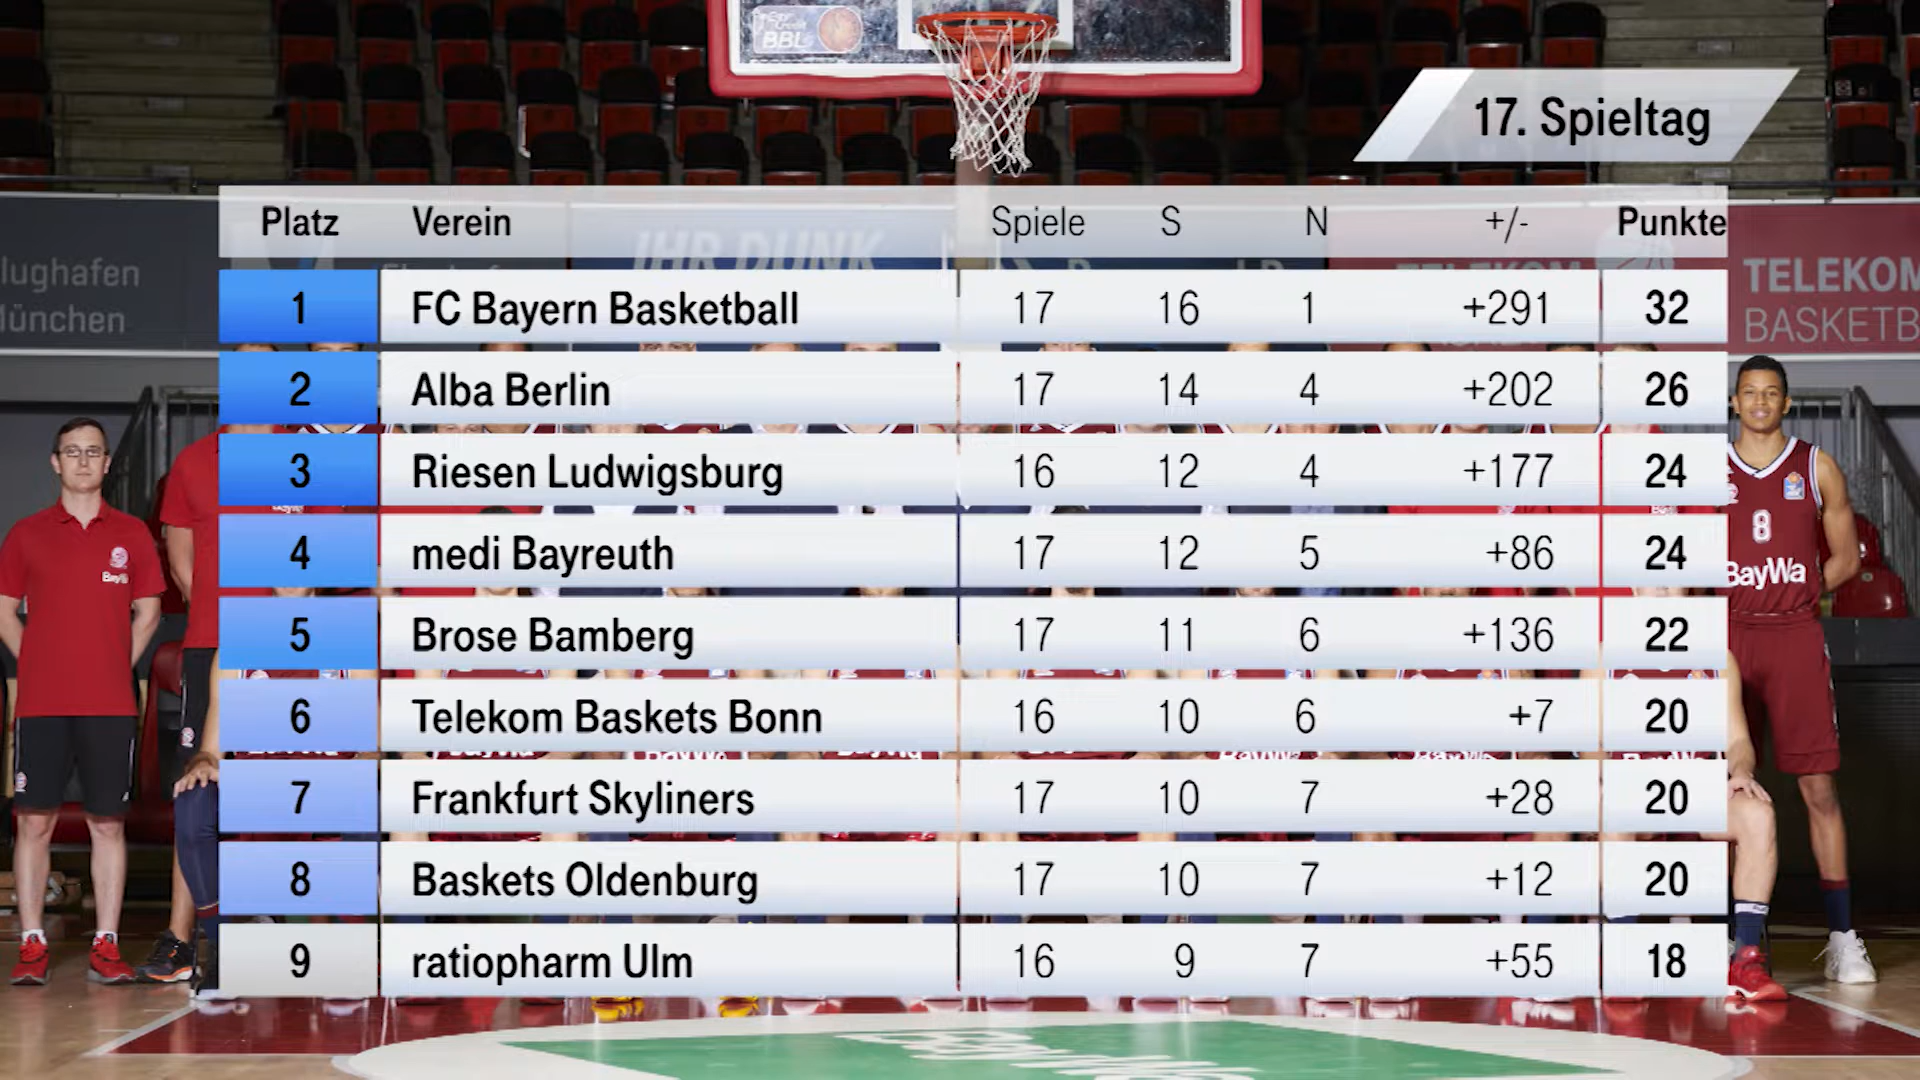 17. Spieltag
Platz Verein Spiele S N +/- Punkte
1 FC Bayern Basketball 17 16 1 +291 32
2 Alba Berlin 17 14 4 +202 26
3 Riesen Ludwigsburg 16 12 4 +177 24
4 medi Bayreuth 17 12 5 +86 24
5 Brose Bamberg 17 11 6 +136 22
6 Telekom Baskets Bonn 16 10 6 +7 20
7 Frankfurt Skyliners 17 10 7 +28 20
8 Baskets Oldenburg 17 10 7 +12 20
9 ratiopharm Ulm 16 9 7 +55 18
BBL
IHR DUNK
lughafen
München
TELEKOM
BASKETB
8
BayWa